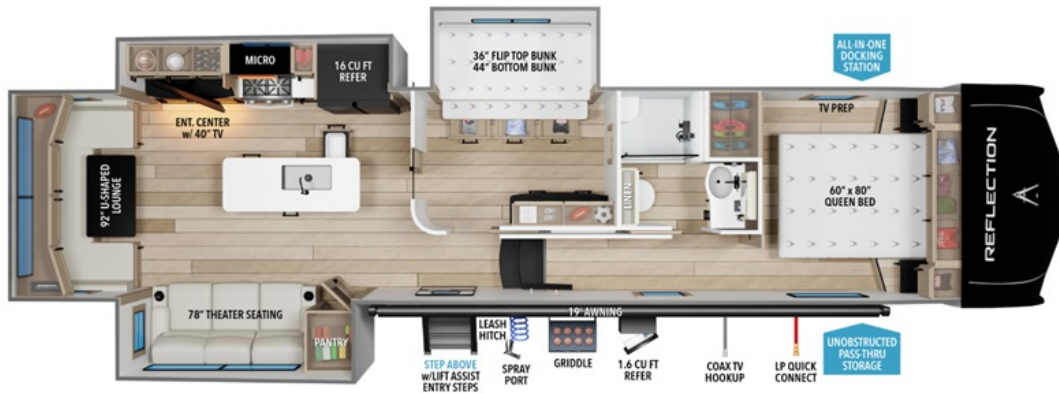 MICRO
16 CU FT
REFER
ENT. CENTER
w/ 40" TV
92" U-SHAPED
LOUNGE
78" THEATER SEATING
PANTRY
36" FLIP TOP BUNK
44" BOTTOM BUNK
LINEN
ALL-IN-ONE
DOCKING
STATION
TV PREP
60" x 80"
QUEEN BED
REFLECTION
19' AWNING
STEP ABOVE
w/LIFT ASSIST
ENTRY STEPS
LEASH
HITCH
SPRAY
PORT
GRIDDLE
1.6 CU FT
REFER
COAX TV
HOOKUP
LP QUICK
CONNECT
UNOBSTRUCTED
PASS-THRU
STORAGE